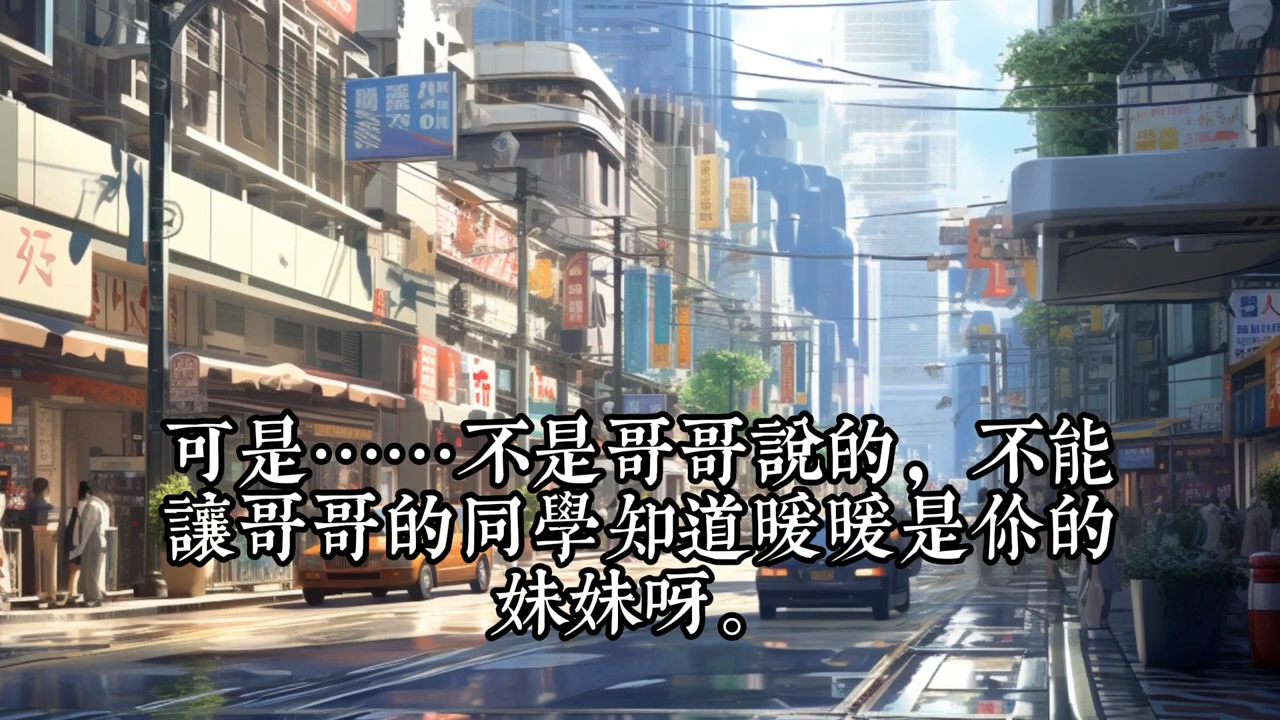 可是……不是哥哥說的，不能
讓哥哥的同學知道暖暖是你的
妹妹呀。